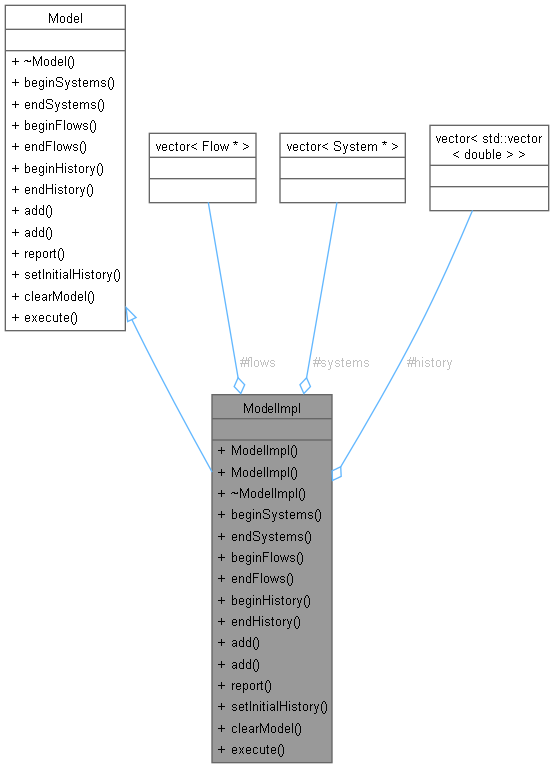 Model
+ ~Model()
+ beginSystems()
+ endSystems()
+ beginFlows()
+ endFlows()
+ beginHistory()
+ endHistory()
+ add()
+ add()
+ report()
+ setInitialHistory()
+ clearModel()
+ execute()
vector< Flow * >
vector< System * >
vector< std::vector
< double > >
#flows
#systems
#history
ModelImpl
+ ModelImpl()
+ ModelImpl()
+ ~ModelImpl()
+ beginSystems()
+ endSystems()
+ beginFlows()
+ endFlows()
+ beginHistory()
+ endHistory()
+ add()
+ add()
+ report()
+ setInitialHistory()
+ clearModel()
+ execute()